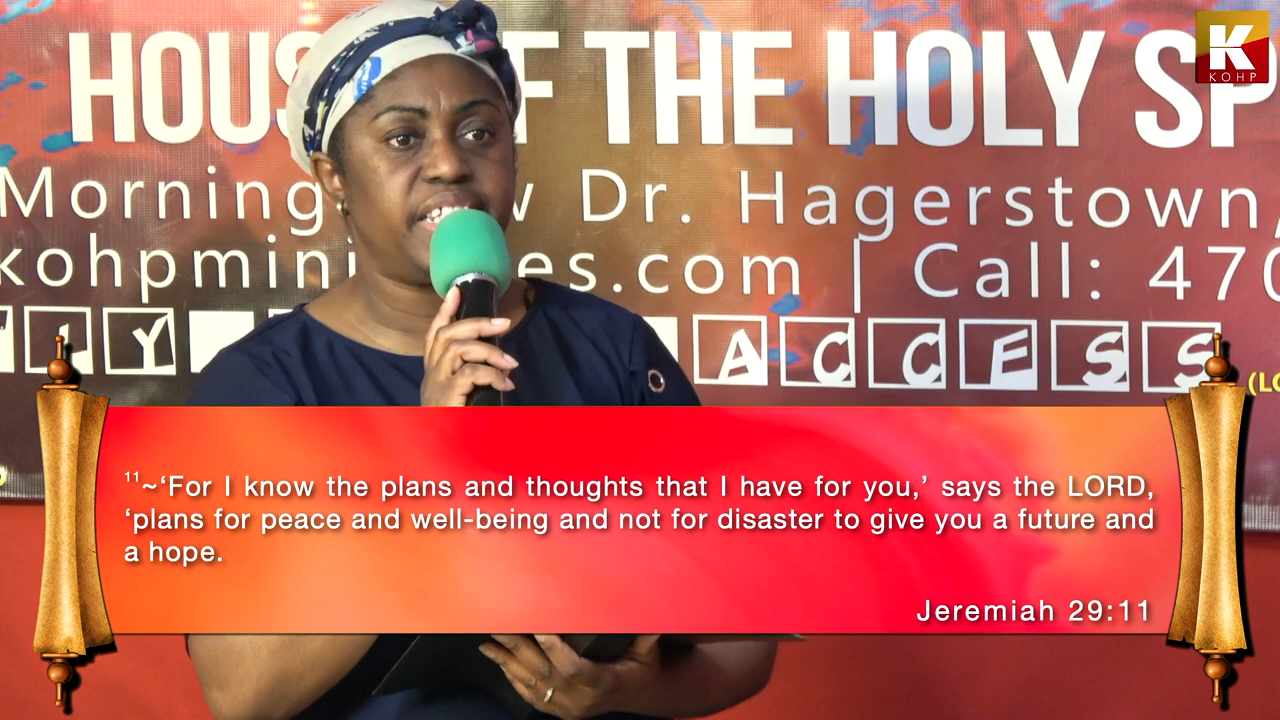 K
KOHP
HOUS F THE HOLY SP
Morning w Dr. Hagerstown,
kohpmini es.com | Call: 470
Y ACCESS
(LO
¹¹~‘For I know the plans and thoughts that I have for you,’ says the LORD,
‘plans for peace and well-being and not for disaster to give you a future and
a hope.
Jeremiah 29:11